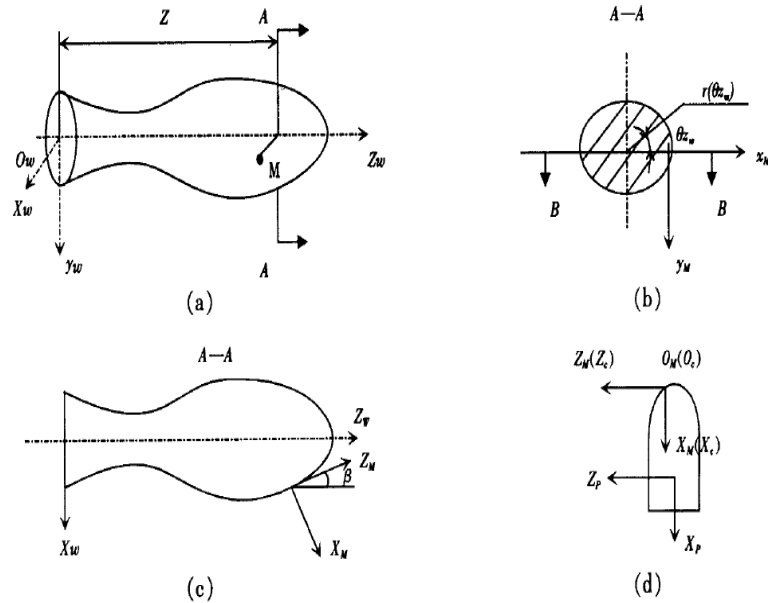 Z
A
A—A
r(θz_w)
θz_w
M
Ow
Z_w
Xw
yw
A
x_M
B
B
y_M
(a)
(b)
A—A
Z_M(Z_c)
O_M(O_c)
Z_W
Z_M
β
X_M(X_c)
Z_P
Xw
X_M
X_P
(c)
(d)